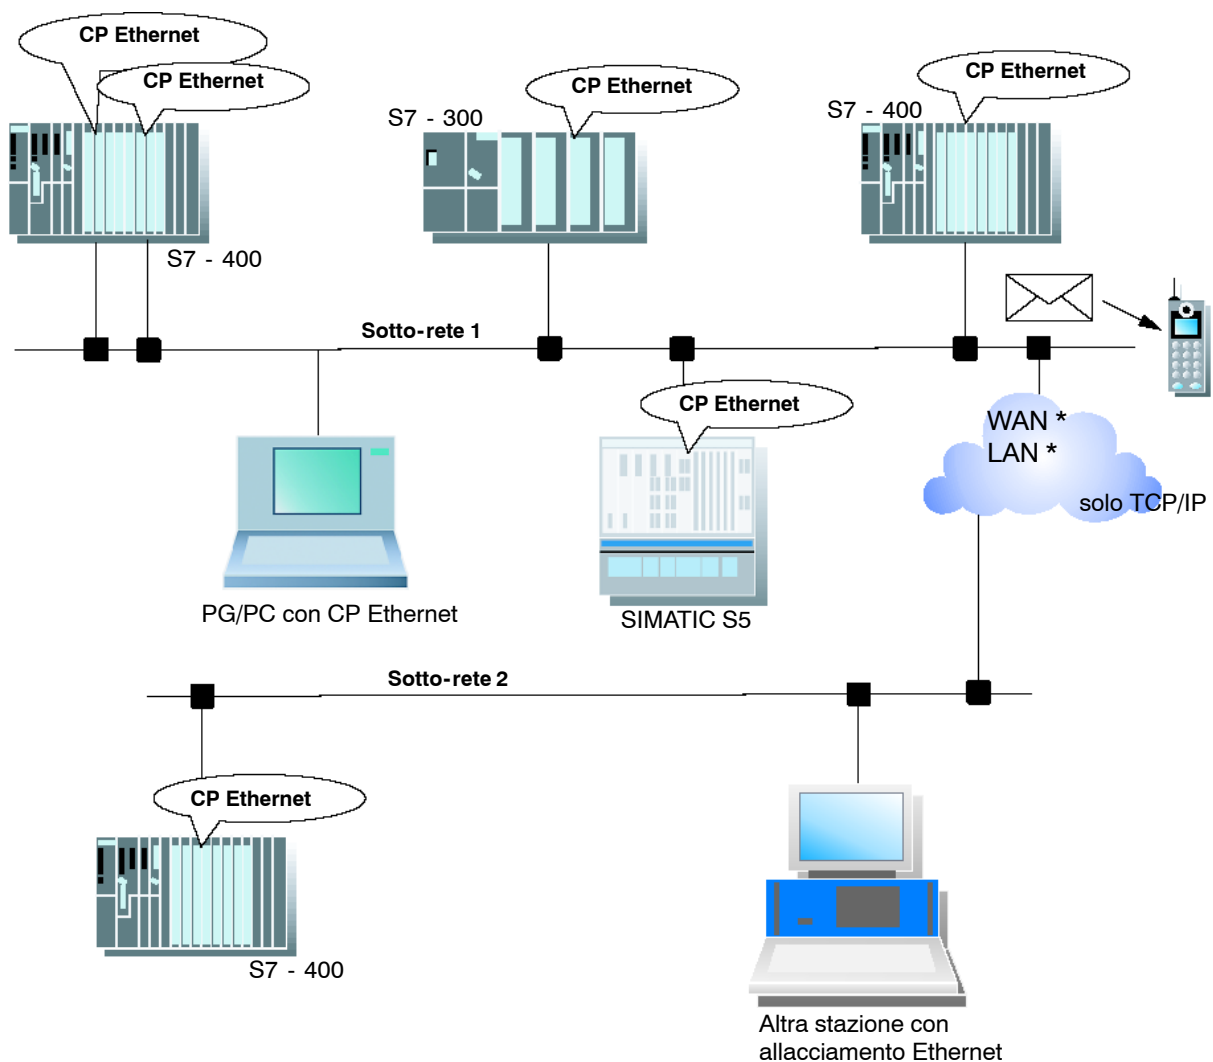 CP Ethernet
CP Ethernet
CP Ethernet
CP Ethernet
S7 - 300
S7 - 400
S7 - 400
Sotto-rete 1
CP Ethernet
WAN *
LAN *
solo TCP/IP
PG/PC con CP Ethernet
SIMATIC S5
Sotto-rete 2
CP Ethernet
S7 - 400
Altra stazione con
allacciamento Ethernet